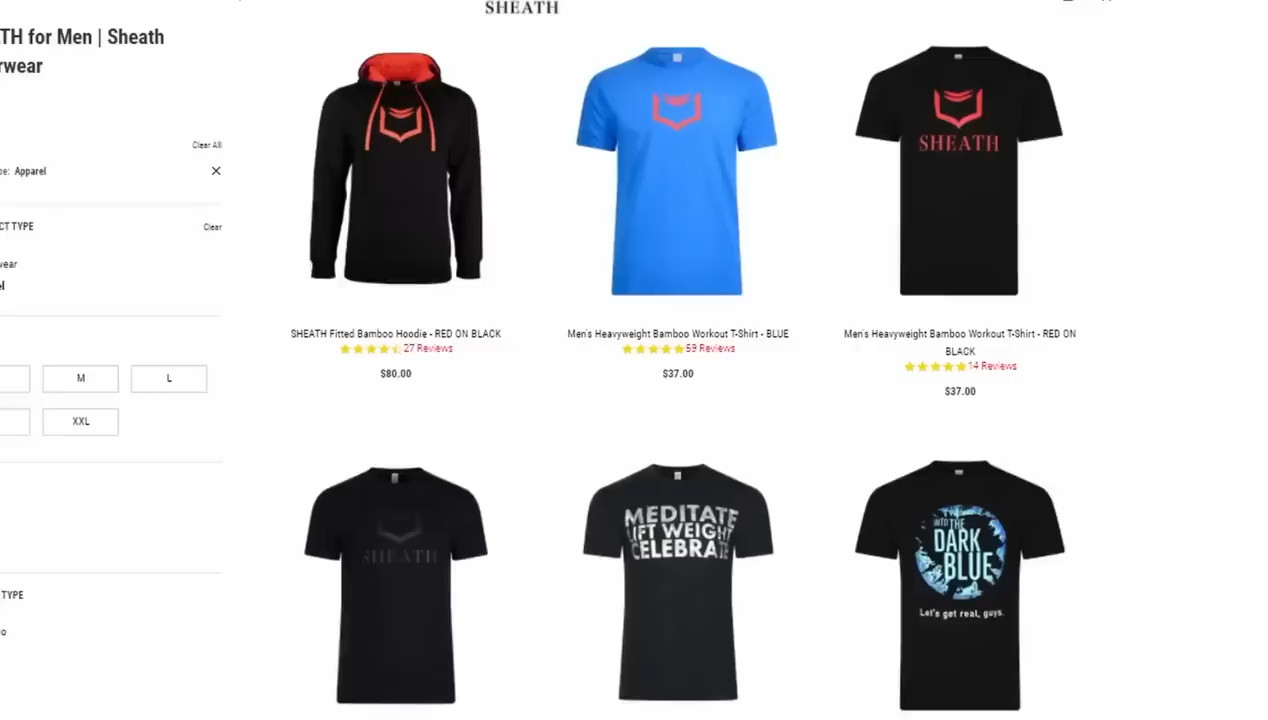 SHEATH
TH for Men | Sheath
rwear
Clear All
pe: Apparel
CT TYPE
Clear
wear
el
M
L
XXL
TYPE
oo
SHEATH
SHEATH Fitted Bamboo Hoodie - RED ON BLACK
27 Reviews
$80.00
Men's Heavyweight Bamboo Workout T-Shirt - BLUE
59 Reviews
$37.00
Men's Heavyweight Bamboo Workout T-Shirt - RED ON
BLACK
14 Reviews
$37.00
SHEATH
MEDITATE
LIFT WEIGHT
CELEBRATE
INTO THE
DARK
BLUE
Let's get real, guys.